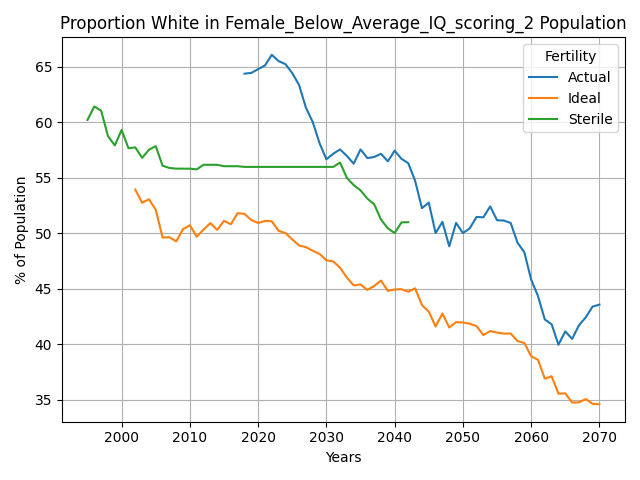 Proportion White in Female_Below_Average_IQ_scoring_2 Population
Fertility
Actual
Ideal
Sterile
% of Population
65
60
55
50
45
40
35
2000
2010
2020
2030
2040
2050
2060
2070
Years